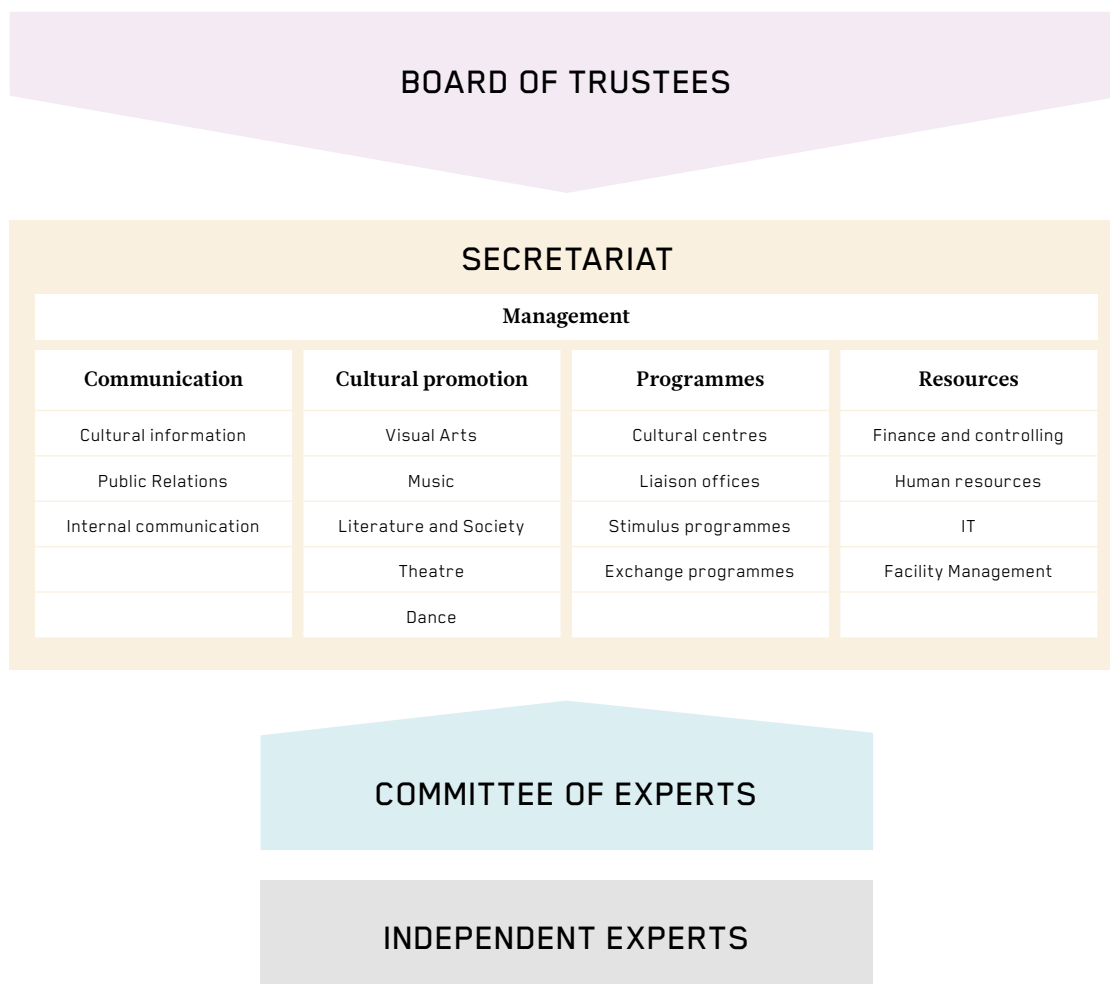 BOARD OF TRUSTEES
SECRETARIAT
Management
Communication
Cultural information
Public Relations
Internal communication
Cultural promotion
Visual Arts
Music
Literature and Society
Theatre
Dance
Programmes
Cultural centres
Liaison offices
Stimulus programmes
Exchange programmes
Resources
Finance and controlling
Human resources
IT
Facility Management
COMMITTEE OF EXPERTS
INDEPENDENT EXPERTS